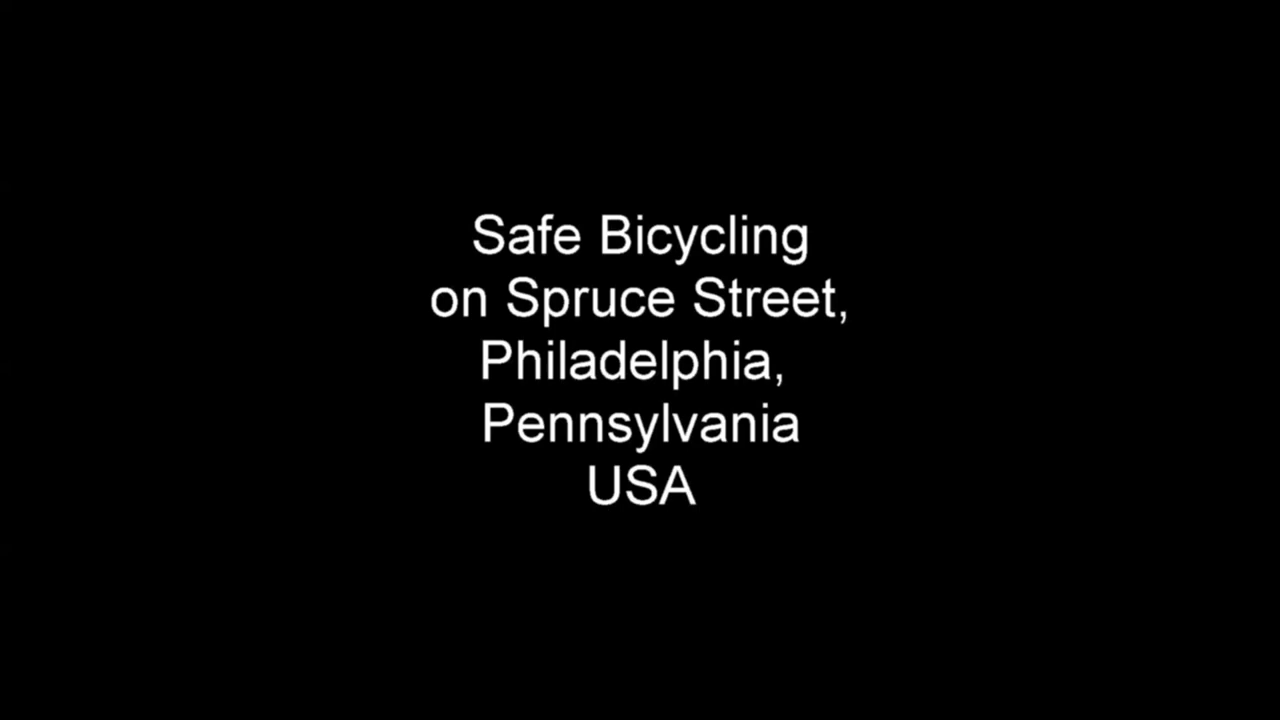 Safe Bicycling
on Spruce Street,
Philadelphia,
Pennsylvania
USA